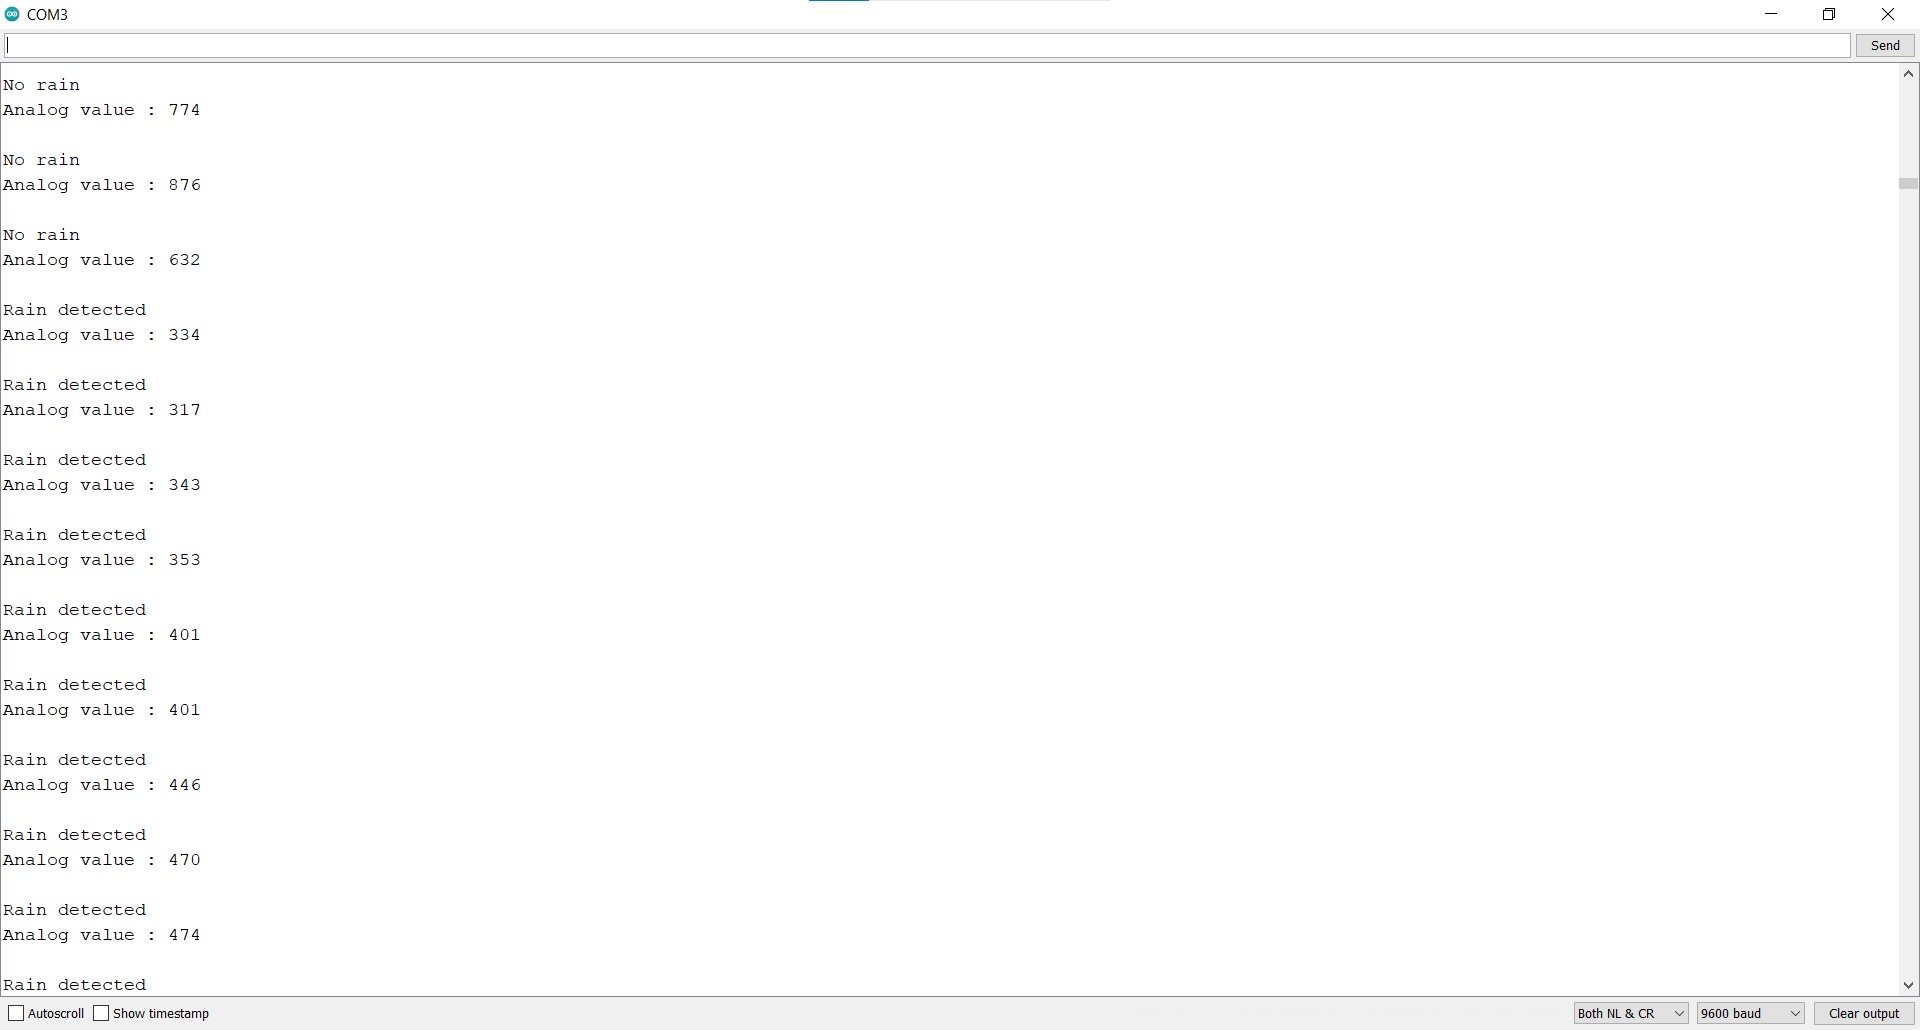 COM3
Send
No rain
Analog value : 774
No rain
Analog value : 876
No rain
Analog value : 632
Rain detected
Analog value : 334
Rain detected
Analog value : 317
Rain detected
Analog value : 343
Rain detected
Analog value : 353
Rain detected
Analog value : 401
Rain detected
Analog value : 401
Rain detected
Analog value : 446
Rain detected
Analog value : 470
Rain detected
Analog value : 474
Rain detected
Autoscroll Show timestamp Both NL & CR 9600 baud Clear output